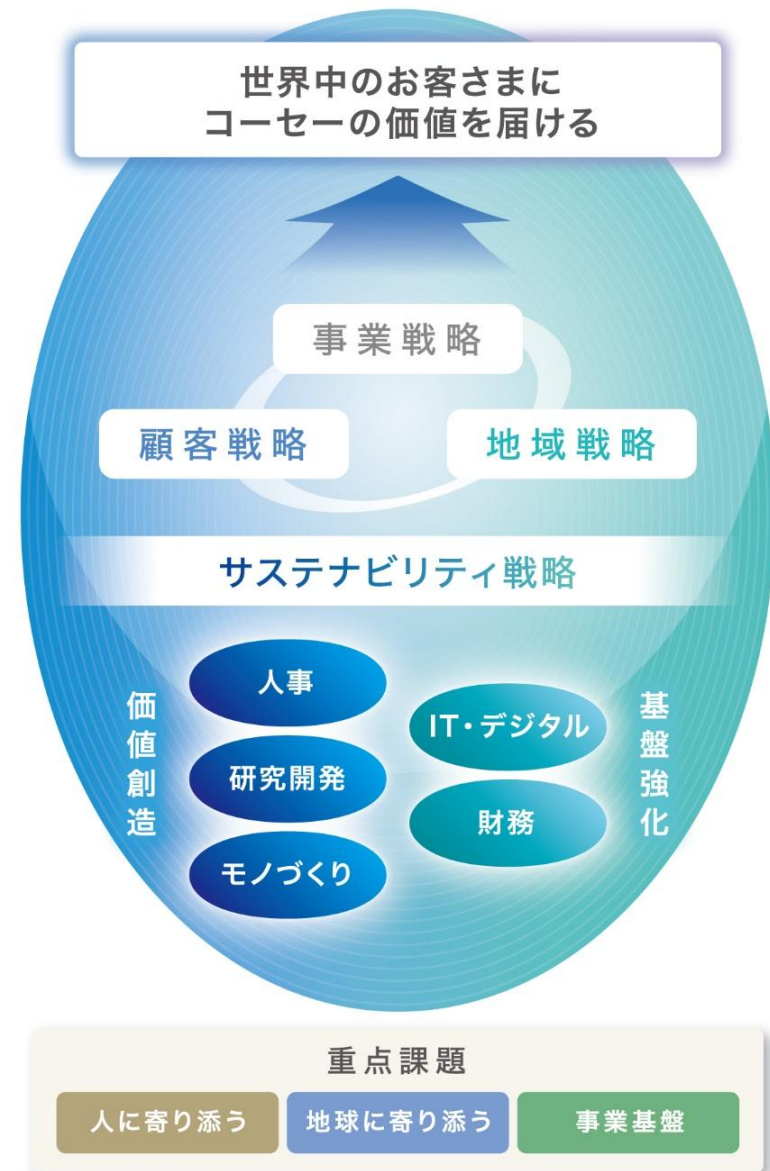 世界中のお客さまに
コーセーの価値を届ける
事業戦略
顧客戦略
地域戦略
サステナビリティ戦略
価値創造
人事
研究開発
モノづくり
IT・デジタル
財務
基盤強化
重点課題
人に寄り添う
地球に寄り添う
事業基盤